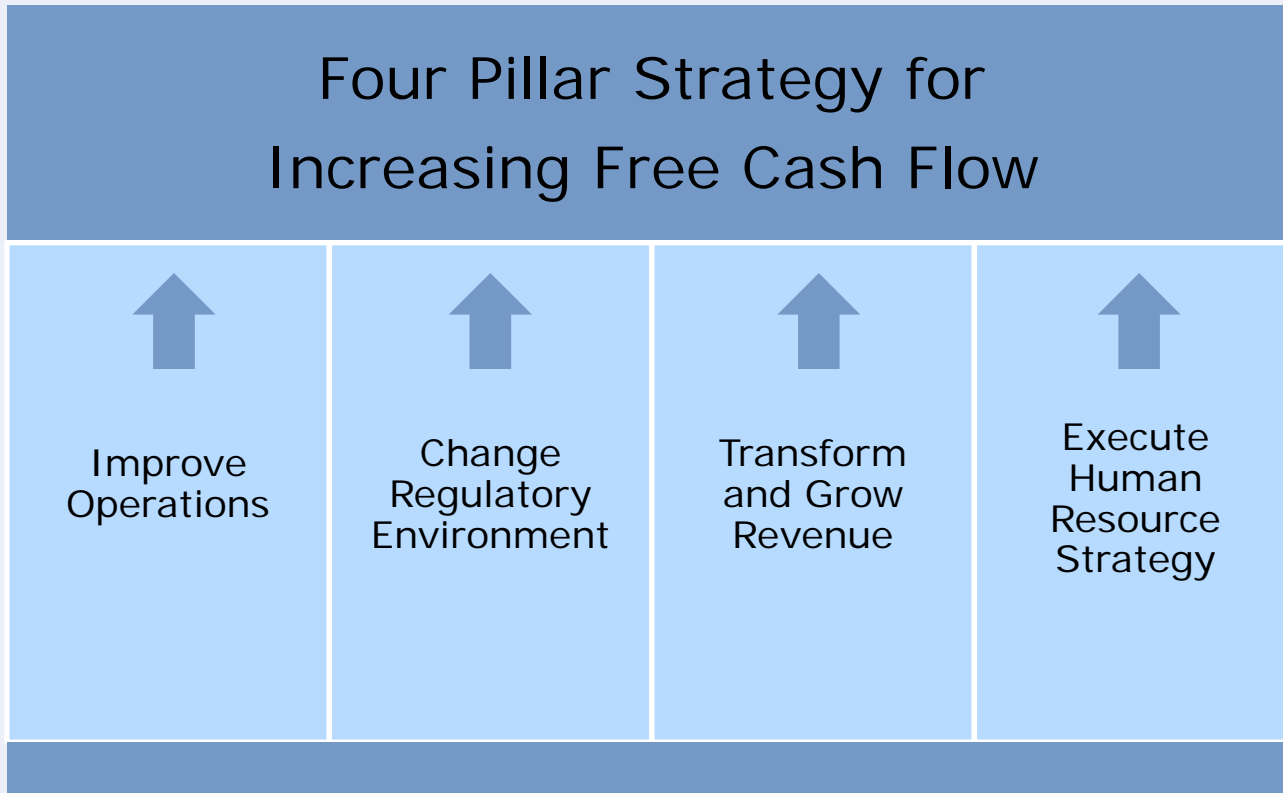 Four Pillar Strategy for
Increasing Free Cash Flow
Improve
Operations
Change
Regulatory
Environment
Transform
and Grow
Revenue
Execute
Human
Resource
Strategy